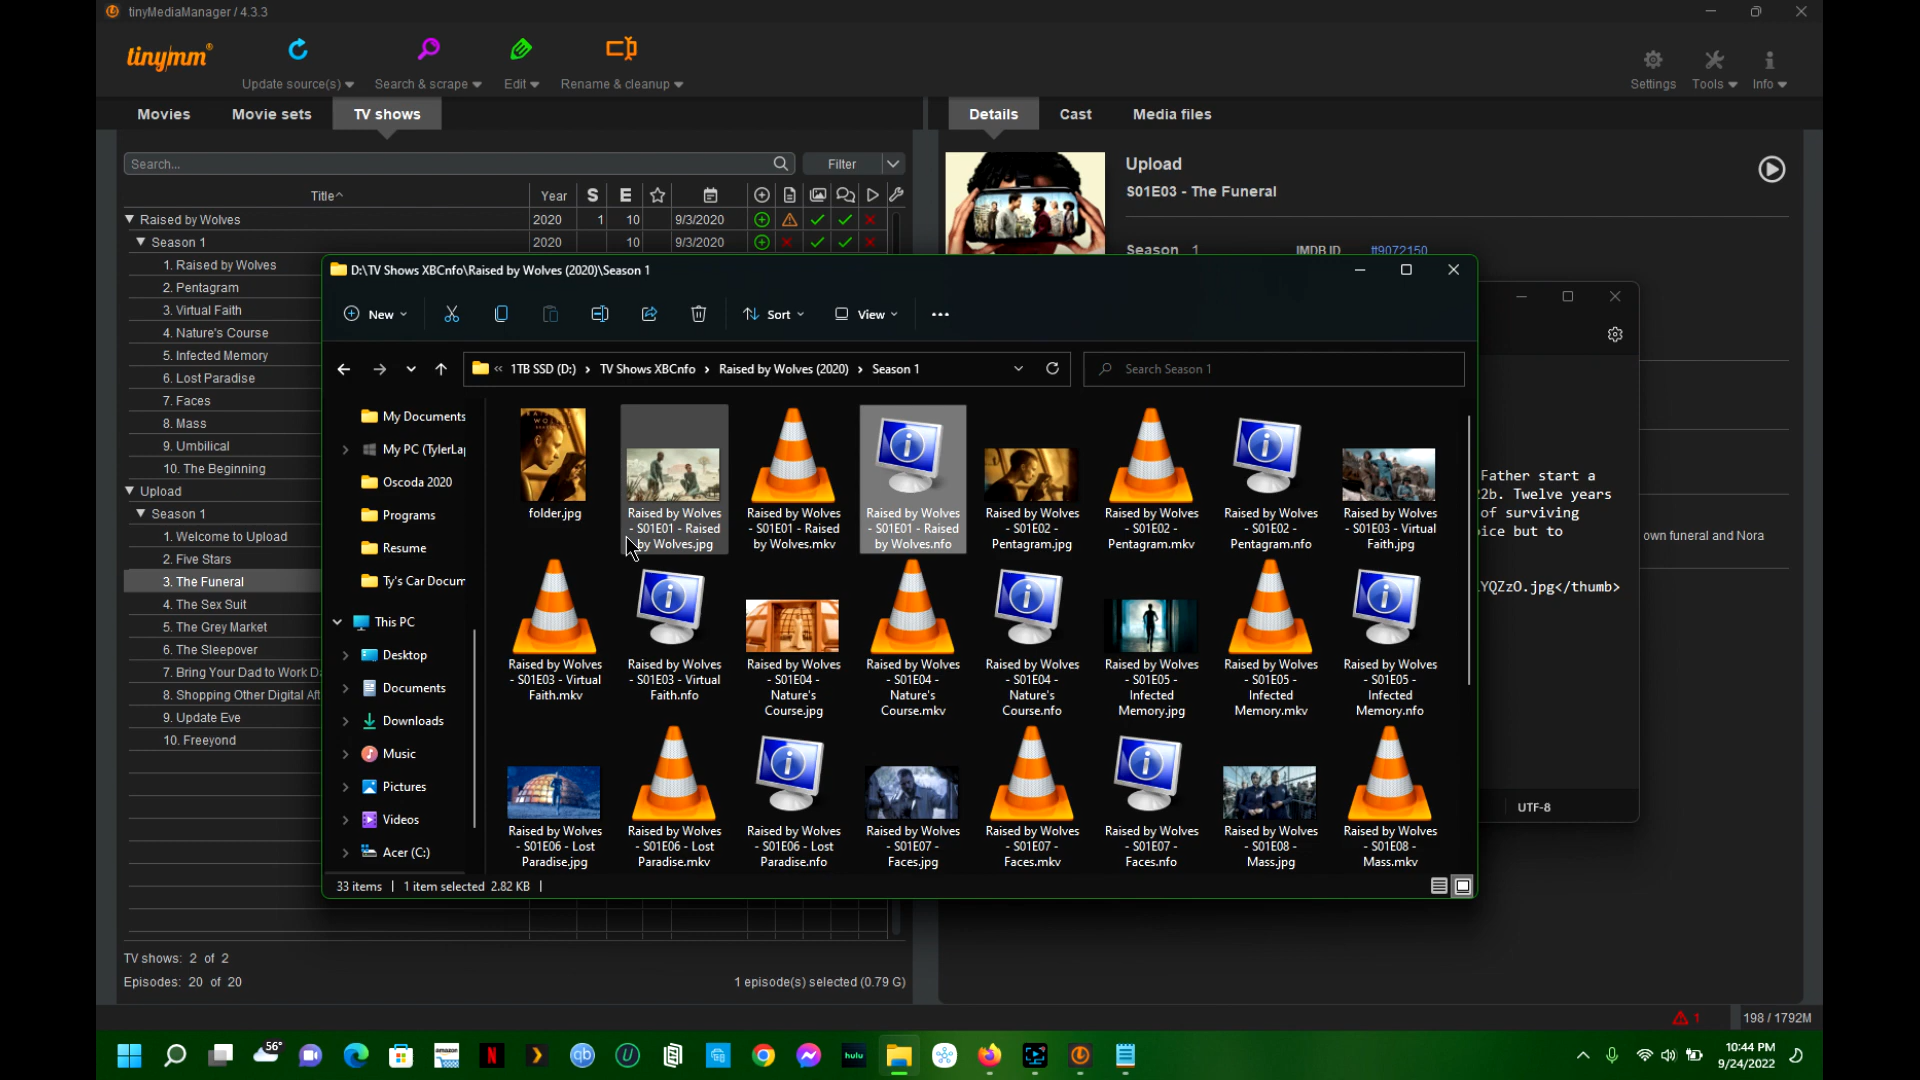 tinyMediaManager / 4.3.3
tinymm
Update source(s)
Search & scrape
Edit
Rename & cleanup
Settings
Tools
Info
Movies
Movie sets
TV shows
Details
Cast
Media files
Search...
Filter
Upload
S01E03 - The Funeral
Title
Year
S
E
Raised by Wolves 2020 1 10 9/3/2020
Season 1 2020 10 9/3/2020
Season 1 IMDB ID tt9072150
1. Raised by Wolves
2. Pentagram
3. Virtual Faith
4. Nature's Course
5. Infected Memory
6. Lost Paradise
7. Faces
8. Mass
9. Umbilical
10. The Beginning
Upload
Season 1
1. Welcome to Upload
2. Five Stars
3. The Funeral
4. The Sex Suit
5. The Grey Market
6. The Sleepover
7. Bring Your Dad to Work D
8. Shopping Other Digital Aft
9. Update Eve
10. Freeyond
TV shows: 2 of 2
Episodes: 20 of 20
1 episode(s) selected (0.79 G)
D:\TV Shows XBCnfo\Raised by Wolves (2020)\Season 1
New
Sort
View
1TB SSD (D:) › TV Shows XBCnfo › Raised by Wolves (2020) › Season 1
Search Season 1
My Documents
My PC (TylerLap
Oscoda 2020
Programs
Resume
Ty's Car Docum
This PC
Desktop
Documents
Downloads
Music
Pictures
Videos
Acer (C:)
folder.jpg
Raised by Wolves
- S01E01 - Raised
by Wolves.jpg
Raised by Wolves
- S01E01 - Raised
by Wolves.mkv
Raised by Wolves
- S01E01 - Raised
by Wolves.nfo
Raised by Wolves
- S01E02 -
Pentagram.jpg
Raised by Wolves
- S01E02 -
Pentagram.mkv
Raised by Wolves
- S01E02 -
Pentagram.nfo
Raised by Wolves
- S01E03 - Virtual
Faith.jpg
Raised by Wolves
- S01E03 - Virtual
Faith.mkv
Raised by Wolves
- S01E03 - Virtual
Faith.nfo
Raised by Wolves
- S01E04 -
Nature's
Course.jpg
Raised by Wolves
- S01E04 -
Nature's
Course.mkv
Raised by Wolves
- S01E04 -
Nature's
Course.nfo
Raised by Wolves
- S01E05 -
Infected
Memory.jpg
Raised by Wolves
- S01E05 -
Infected
Memory.mkv
Raised by Wolves
- S01E05 -
Infected
Memory.nfo
Raised by Wolves
- S01E06 - Lost
Paradise.jpg
Raised by Wolves
- S01E06 - Lost
Paradise.mkv
Raised by Wolves
- S01E06 - Lost
Paradise.nfo
Raised by Wolves
- S01E07 -
Faces.jpg
Raised by Wolves
- S01E07 -
Faces.mkv
Raised by Wolves
- S01E07 -
Faces.nfo
Raised by Wolves
- S01E08 -
Mass.jpg
Raised by Wolves
- S01E08 -
Mass.mkv
33 items
1 item selected 2.82 KB
Father start a
22b. Twelve years
of surviving
ice but to
YQZzO.jpg</thumb>
own funeral and Nora
UTF-8
1
198 / 1792M
56°
amazon
hulu
10:44 PM
9/24/2022